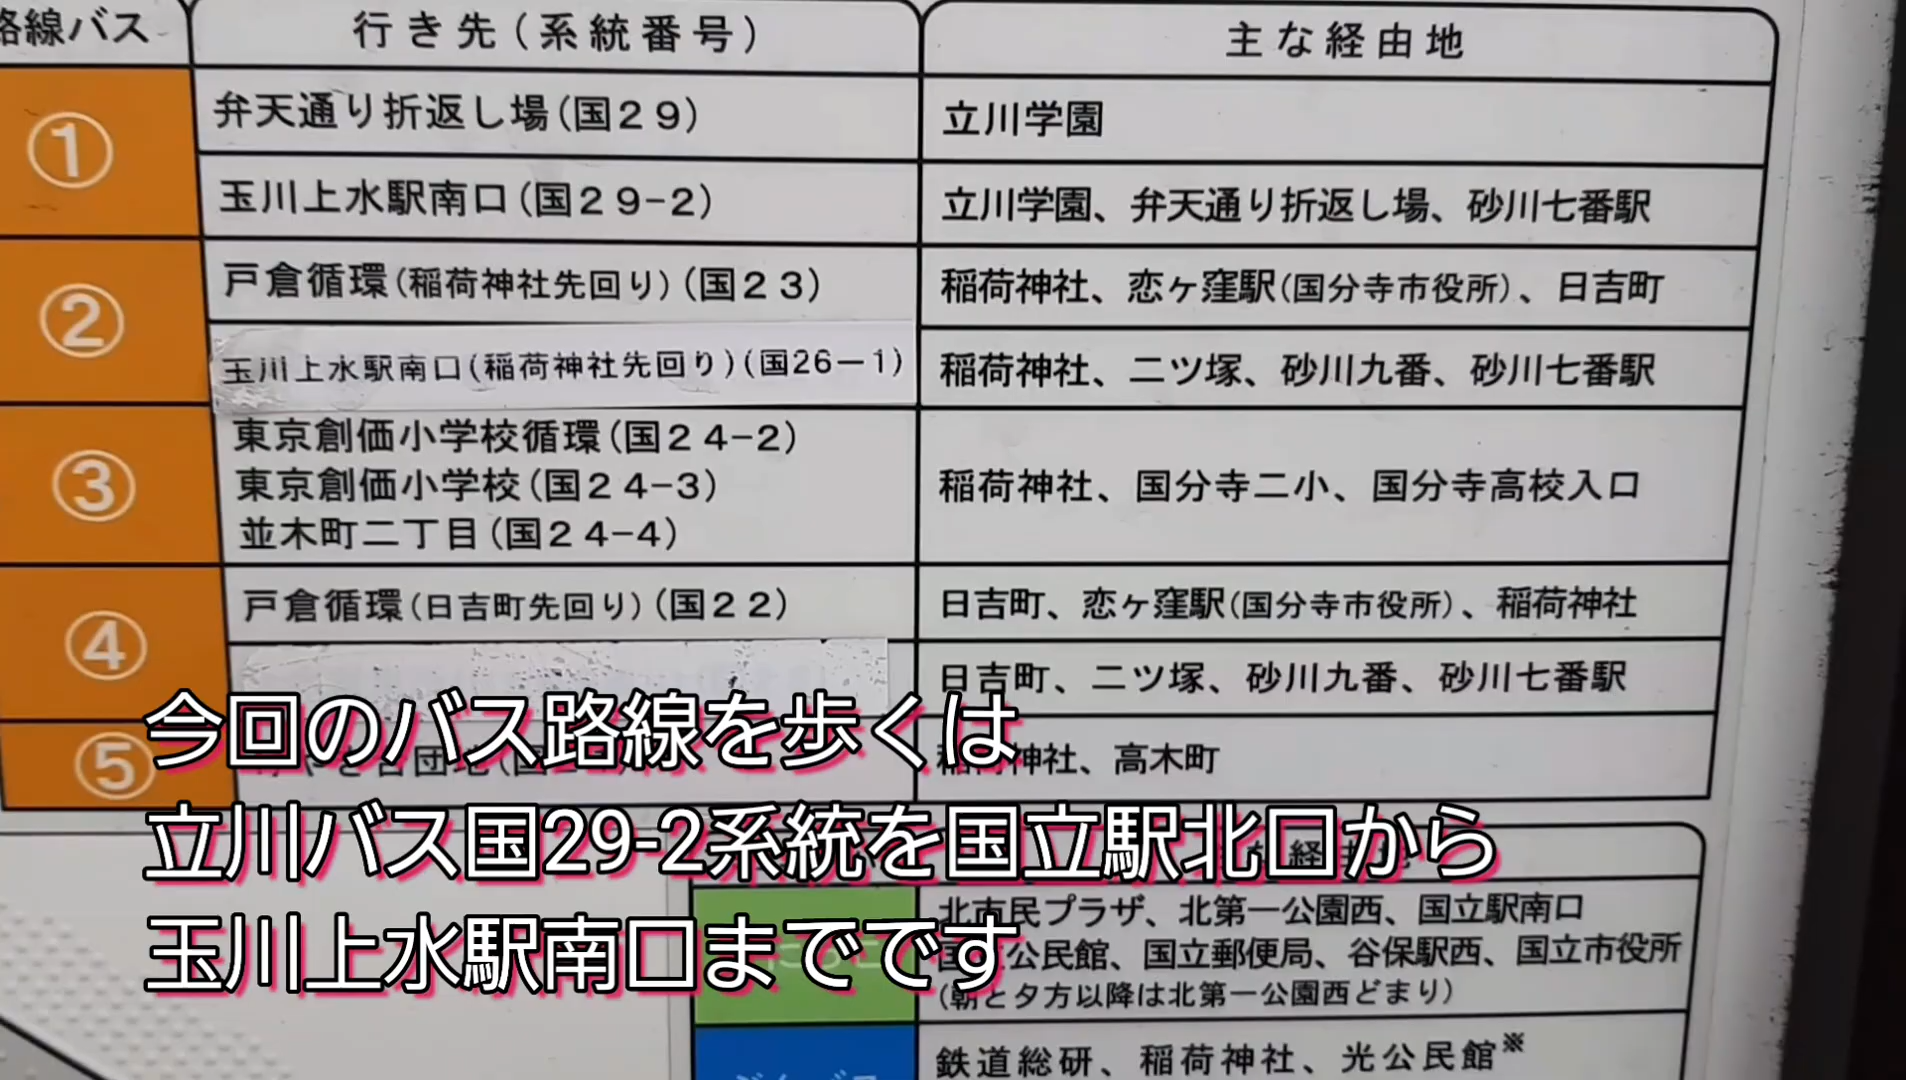 路線バス 行き先(系統番号) 主な経由地
① 弁天通り折返し場(国29) 立川学園
玉川上水駅南口(国29-2) 立川学園、弁天通り折返し場、砂川七番駅
② 戸倉循環(稲荷神社先回り)(国23) 稲荷神社、恋ヶ窪駅(国分寺市役所)、日吉町
玉川上水駅南口(稲荷神社先回り)(国26-1) 稲荷神社、二ツ塚、砂川九番、砂川七番駅
東京創価小学校循環(国24-2)
③ 東京創価小学校(国24-3) 稲荷神社、国分寺二小、国分寺高校入口
並木町二丁目(国24-4)
④ 戸倉循環(日吉町先回り)(国22) 日吉町、恋ヶ窪駅(国分寺市役所)、稲荷神社
日吉町、二ツ塚、砂川九番、砂川七番駅
⑤ 稲荷神社、高木町
今回のバス路線を歩くは
立川バス国29-2系統を国立駅北口から
玉川上水駅南口までです
北市民プラザ、北第一公園西、国立駅南口
公民館、国立郵便局、谷保駅西、国立市役所
(朝と夕方以降は北第一公園西どまり)
鉄道総研、稲荷神社、光公民館※